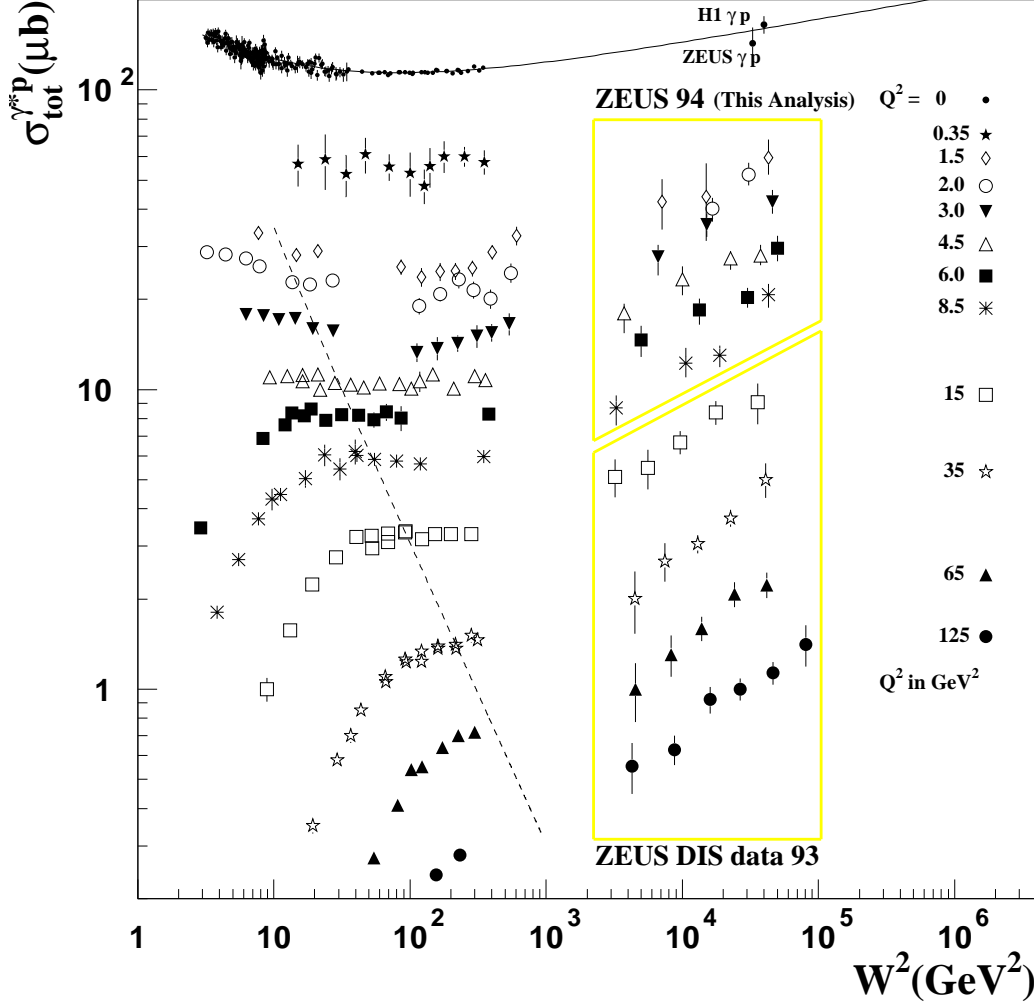 σ_tot^γ*p (μb)
H1 γ p
ZEUS γ p
10²
ZEUS 94 (This Analysis)
Q² = 0
0.35
1.5
2.0
3.0
4.5
6.0
8.5
10
15
35
65
125
1
Q² in GeV²
ZEUS DIS data 93
1 10 10² 10³ 10⁴ 10⁵ 10⁶
W²(GeV²)